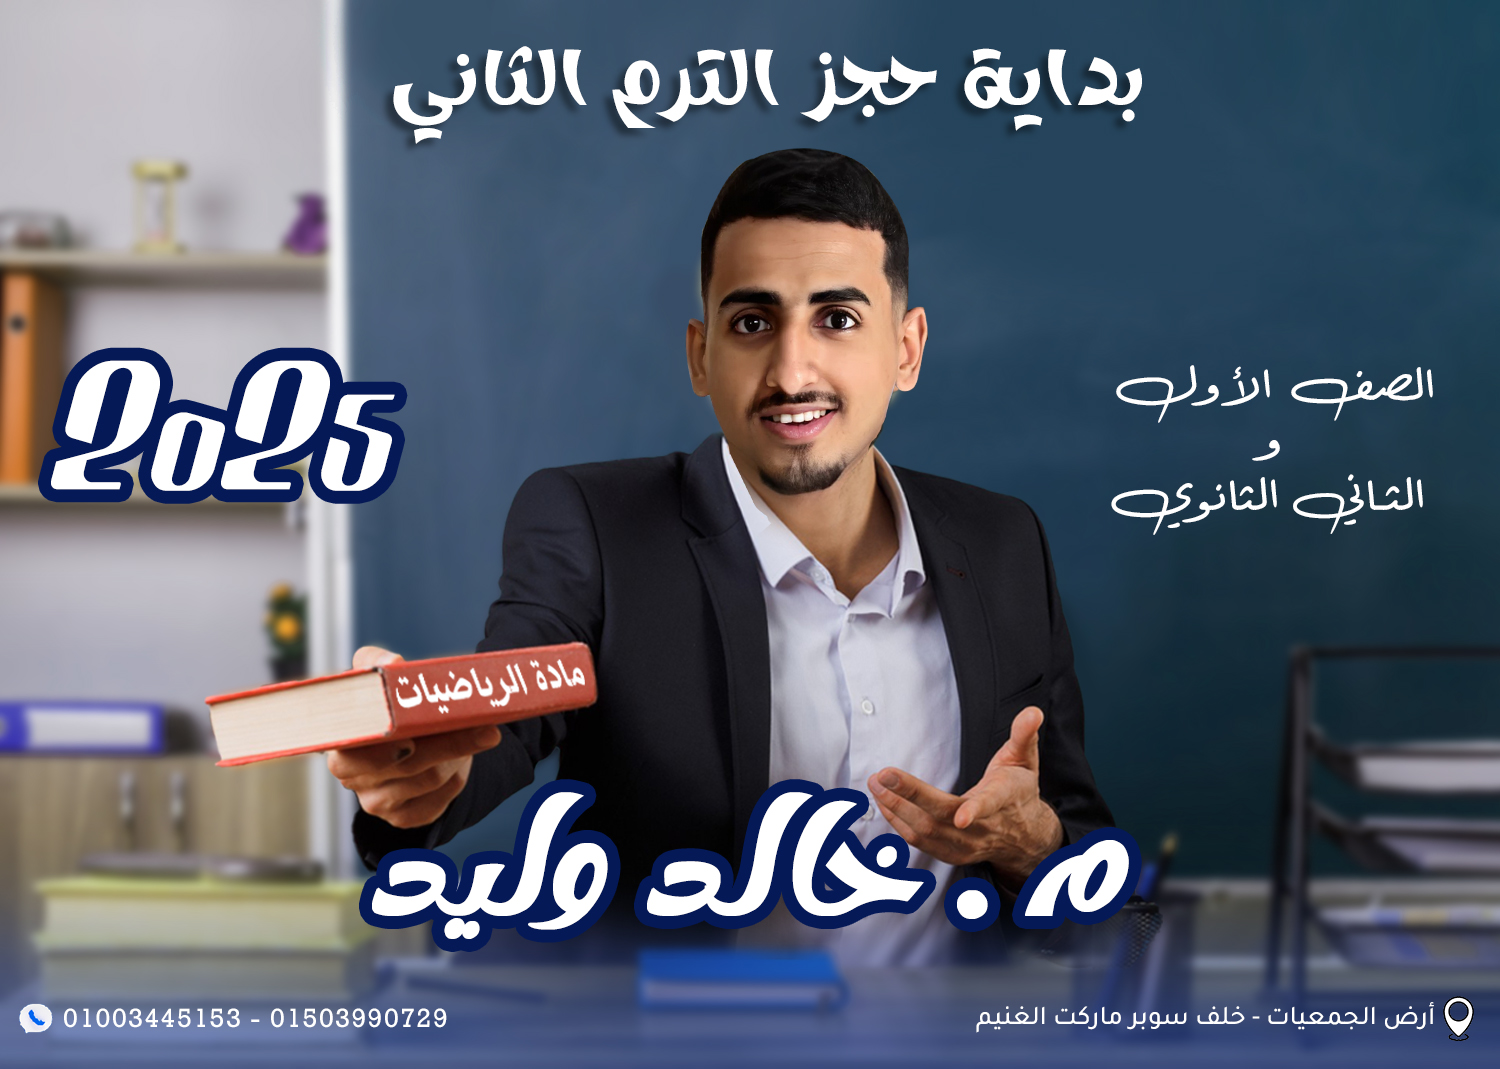 بداية حجز الترم الثاني
2025
الصف الأول
و
الثاني الثانوي
مادة الرياضيات
م . خالد وليد
أرض الجمعيات - خلف سوبر ماركت الغنيم
01003445153 - 01503990729